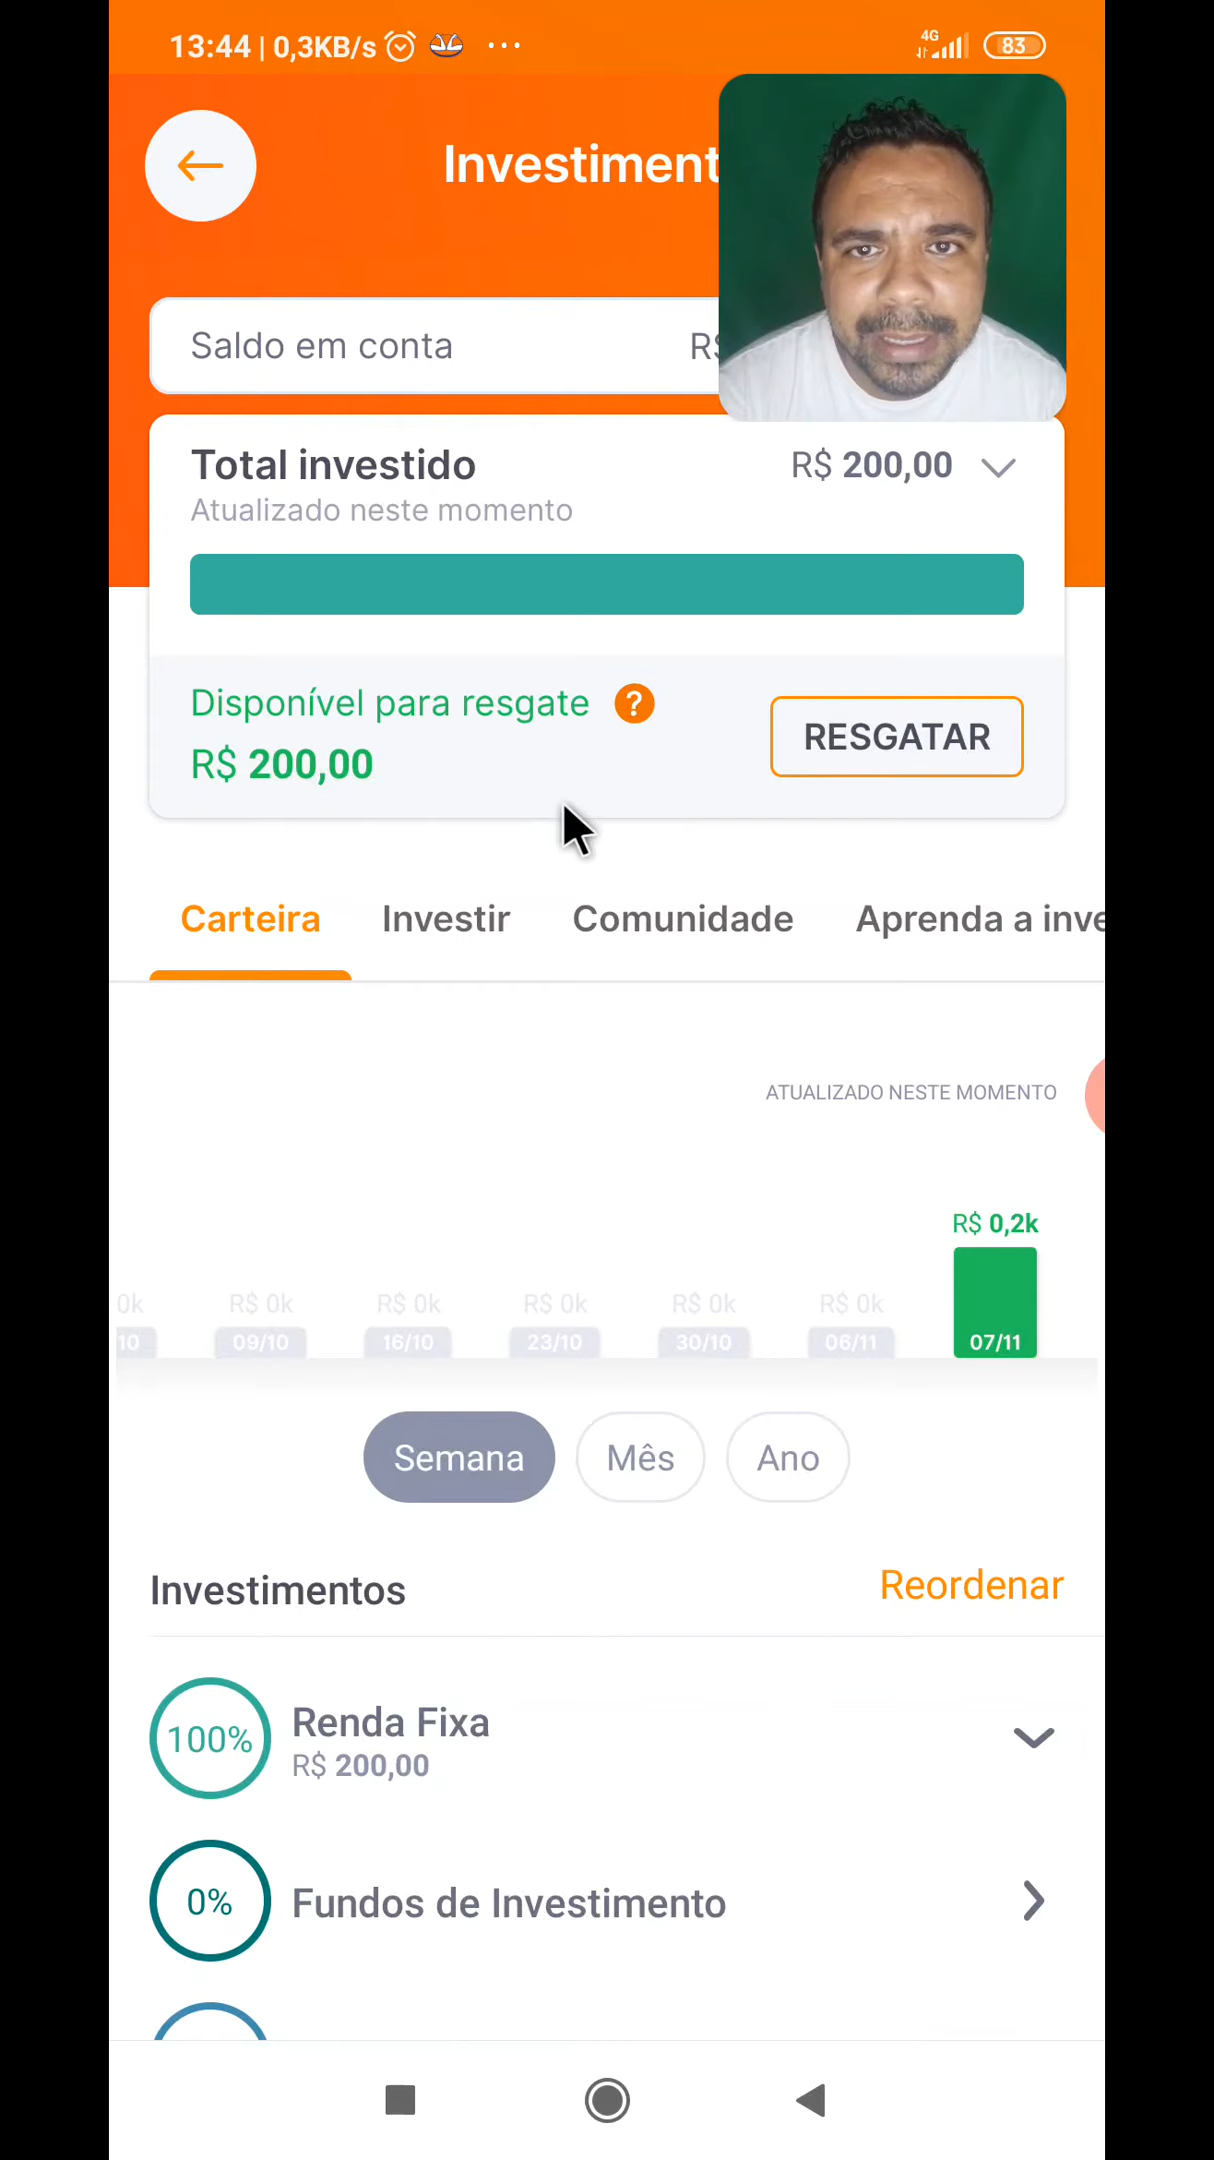 13:44 | 0,3KB/s ...
4G
83
Investiment
Saldo em conta R$
Total investido R$ 200,00
Atualizado neste momento
Disponível para resgate ?
R$ 200,00
RESGATAR
Carteira Investir Comunidade Aprenda a inve
ATUALIZADO NESTE MOMENTO
R$ 0,2k
0k R$ 0k R$ 0k R$ 0k R$ 0k R$ 0k
10 09/10 16/10 23/10 30/10 06/11 07/11
Semana Mês Ano
Investimentos Reordenar
100% Renda Fixa
R$ 200,00
0% Fundos de Investimento